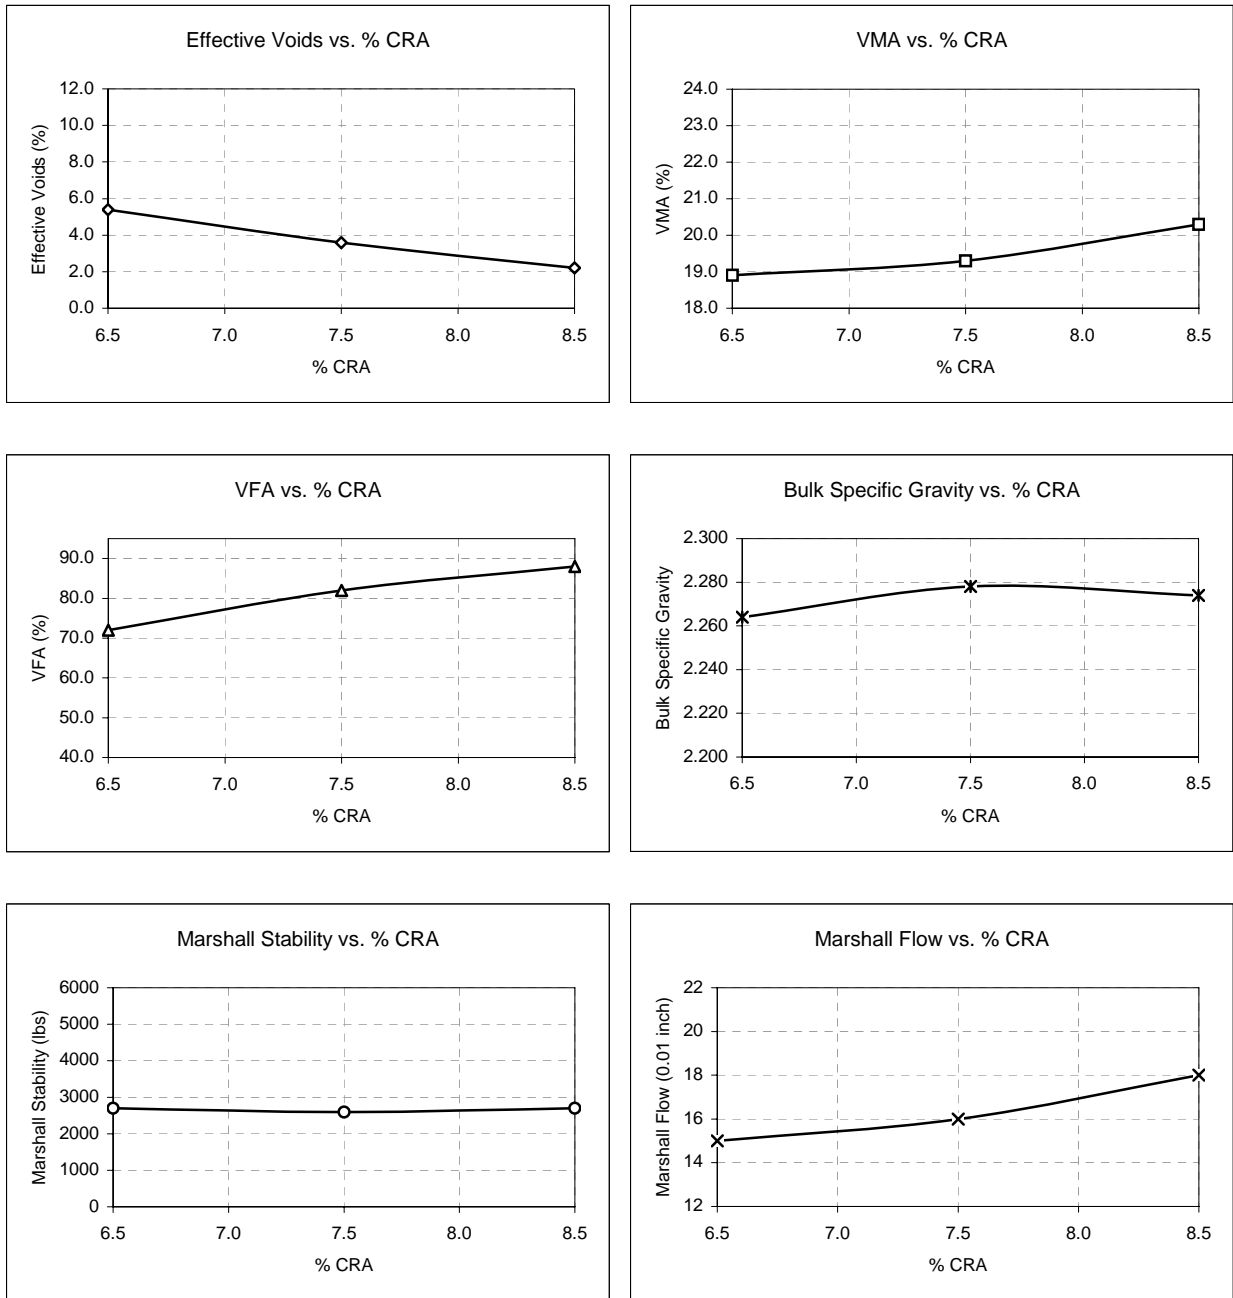 Effective Voids vs. % CRA
12.0
10.0
8.0
6.0
4.0
2.0
0.0
6.5 7.0 7.5 8.0 8.5
% CRA
Effective Voids (%)
VMA vs. % CRA
24.0
23.0
22.0
21.0
20.0
19.0
18.0
6.5 7.0 7.5 8.0 8.5
% CRA
VMA (%)
VFA vs. % CRA
90.0
80.0
70.0
60.0
50.0
40.0
6.5 7.0 7.5 8.0 8.5
% CRA
VFA (%)
Bulk Specific Gravity vs. % CRA
2.300
2.280
2.260
2.240
2.220
2.200
6.5 7.0 7.5 8.0 8.5
% CRA
Bulk Specific Gravity
Marshall Stability vs. % CRA
6000
5000
4000
3000
2000
1000
0
6.5 7.0 7.5 8.0 8.5
% CRA
Marshall Stability (lbs)
Marshall Flow vs. % CRA
22
20
18
16
14
12
6.5 7.0 7.5 8.0 8.5
% CRA
Marshall Flow (0.01 inch)